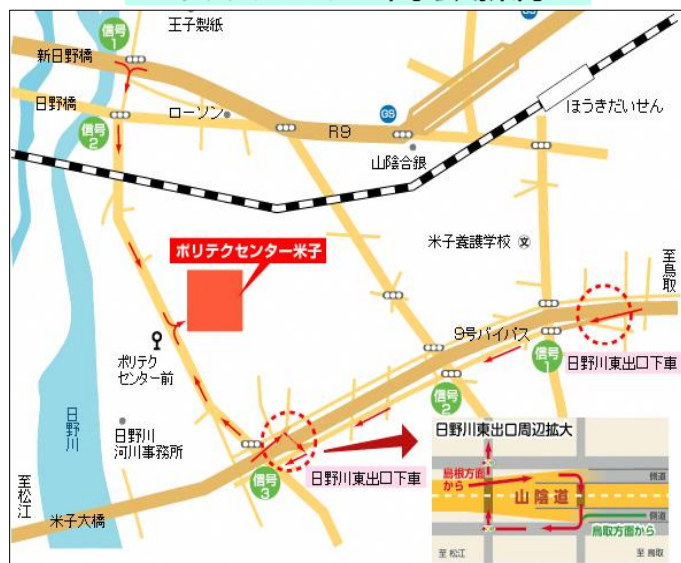 信号
1
王子製紙
GS
新日野橋
日野橋
ローソン
GS
ほうきだいせん
信号
2
R9
山陰合銀
米子養護学校
文
至鳥取
ポリテクセンター米子
9号バイパス
信号
1
日野川東出口下車
ポリテク
センター前
信号
2
日野川
日野川
河川事務所
信号
3
日野川東出口下車
至松江
米子大橋
日野川東出口周辺拡大
島根方面
から
側道
山陰道
側道
鳥取方面から
至 松江
至 鳥取